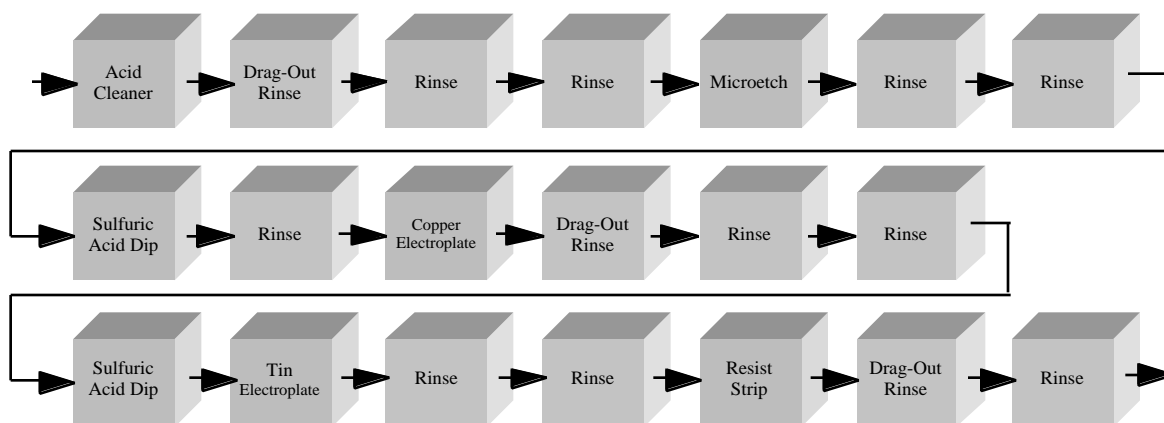 Acid
Cleaner
Drag-Out
Rinse
Rinse
Rinse
Microetch
Rinse
Rinse
Sulfuric
Acid Dip
Rinse
Copper
Electroplate
Drag-Out
Rinse
Rinse
Rinse
Sulfuric
Acid Dip
Tin
Electroplate
Rinse
Rinse
Resist
Strip
Drag-Out
Rinse
Rinse